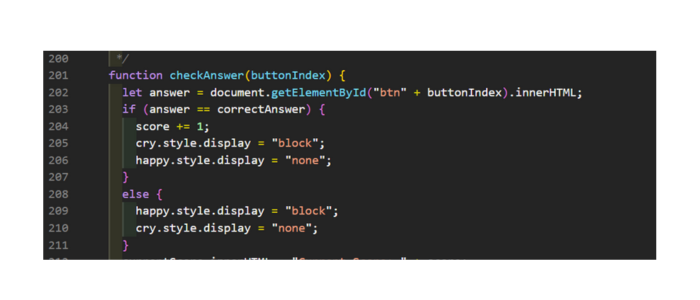 200 */
201 function checkAnswer(buttonIndex) {
202 let answer = document.getElementById("btn" + buttonIndex).innerHTML;
203 if (answer == correctAnswer) {
204 score += 1;
205 cry.style.display = "block";
206 happy.style.display = "none";
207 }
208 else {
209 happy.style.display = "block";
210 cry.style.display = "none";
211 }